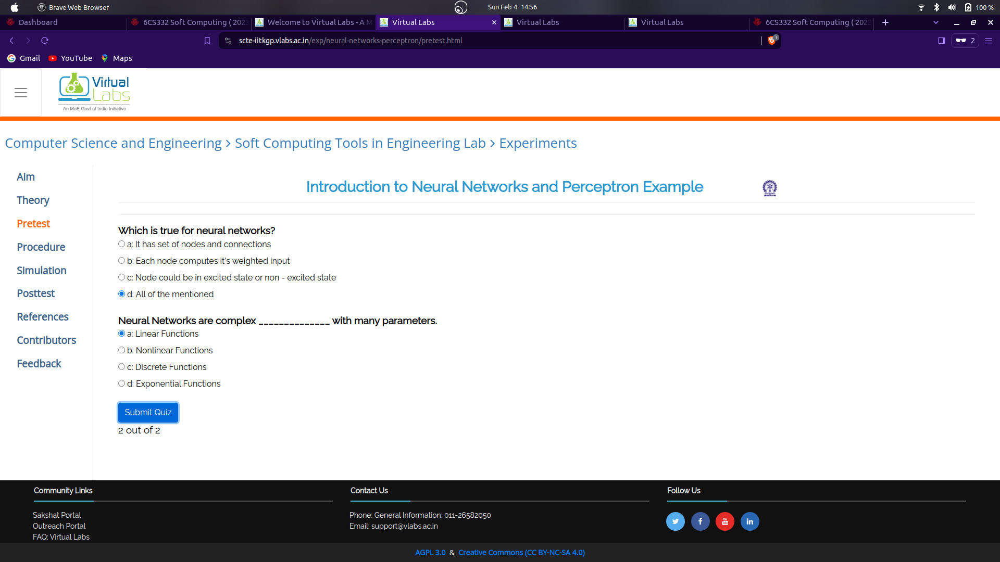 Brave Web Browser
Sun Feb 4 14:56
100 %
Dashboard
6CS332 Soft Computing ( 2023
Welcome to Virtual Labs - A M
Virtual Labs
Virtual Labs
Virtual Labs
6CS332 Soft Computing ( 2023
scte-iitkgp.vlabs.ac.in/exp/neural-networks-perceptron/pretest.html
1
2
Gmail
YouTube
Maps
Virtual
Labs
An MoE Govt of India Initiative
Computer Science and Engineering > Soft Computing Tools in Engineering Lab > Experiments
Aim
Theory
Pretest
Procedure
Simulation
Posttest
References
Contributors
Feedback
Introduction to Neural Networks and Perceptron Example
Which is true for neural networks?
a: It has set of nodes and connections
b: Each node computes it's weighted input
c: Node could be in excited state or non - excited state
d: All of the mentioned
Neural Networks are complex ______________ with many parameters.
a: Linear Functions
b: Nonlinear Functions
c: Discrete Functions
d: Exponential Functions
Submit Quiz
2 out of 2
Community Links
Sakshat Portal
Outreach Portal
FAQ: Virtual Labs
Contact Us
Phone: General Information: 011-26582050
Email: support@vlabs.ac.in
Follow Us
AGPL 3.0 & Creative Commons (CC BY-NC-SA 4.0)